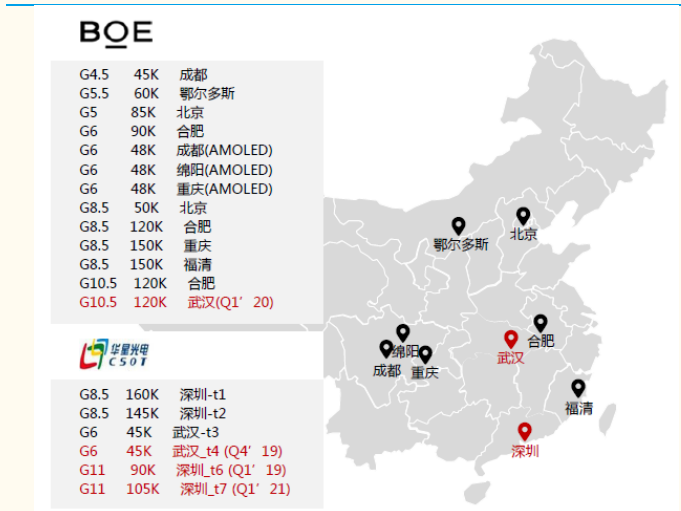 BOE
G4.5 45K 成都
G5.5 60K 鄂尔多斯
G5 85K 北京
G6 90K 合肥
G6 48K 成都(AMOLED)
G6 48K 绵阳(AMOLED)
G6 48K 重庆(AMOLED)
G8.5 50K 北京
G8.5 120K 合肥
G8.5 150K 重庆
G8.5 150K 福清
G10.5 120K 合肥
G10.5 120K 武汉(Q1’20)
华星光电
CSOT
G8.5 160K 深圳-t1
G8.5 145K 深圳-t2
G6 45K 武汉-t3
G6 45K 武汉_t4 (Q4’19)
G11 90K 深圳_t6 (Q1’19)
G11 105K 深圳_t7 (Q1’21)
鄂尔多斯
北京
合肥
武汉
绵阳
成都
重庆
福清
深圳